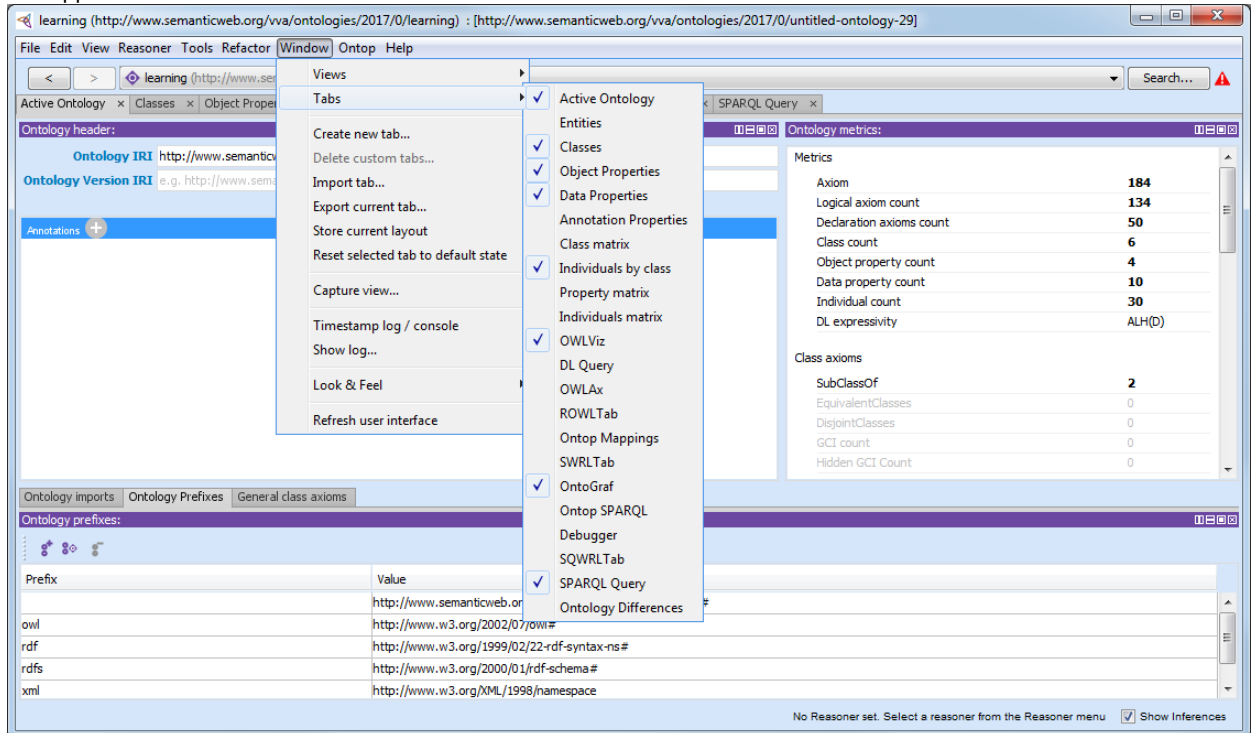 learning (http://www.semanticweb.org/vva/ontologies/2017/0/learning) : [http://www.semanticweb.org/vva/ontologies/2017/0/untitled-ontology-29]
File Edit View Reasoner Tools Refactor Window Ontop Help
< > learning (http://www.ser Search...
Active Ontology × Classes × Object Proper SPARQL Query ×
Views
Tabs
Create new tab...
Delete custom tabs...
Import tab...
Export current tab...
Store current layout
Reset selected tab to default state
Capture view...
Timestamp log / console
Show log...
Look & Feel
Refresh user interface
Active Ontology
Entities
Classes
Object Properties
Data Properties
Annotation Properties
Class matrix
Individuals by class
Property matrix
Individuals matrix
OWLViz
DL Query
OWLAx
ROWLTab
Ontop Mappings
SWRLTab
OntoGraf
Ontop SPARQL
Debugger
SQWRLTab
SPARQL Query
Ontology Differences
Ontology header:
Ontology IRI http://www.semanticv
Ontology Version IRI e.g. http://www.sema
Annotations
Ontology metrics:
Metrics
Axiom 184
Logical axiom count 134
Declaration axioms count 50
Class count 6
Object property count 4
Data property count 10
Individual count 30
DL expressivity ALH(D)
Class axioms
SubClassOf 2
EquivalentClasses 0
DisjointClasses 0
GCI count 0
Hidden GCI Count 0
Ontology imports Ontology Prefixes General class axioms
Ontology prefixes:
Prefix Value
http://www.semanticweb.or #
owl http://www.w3.org/2002/07/owl#
rdf http://www.w3.org/1999/02/22-rdf-syntax-ns#
rdfs http://www.w3.org/2000/01/rdf-schema#
xml http://www.w3.org/XML/1998/namespace
No Reasoner set. Select a reasoner from the Reasoner menu Show Inferences